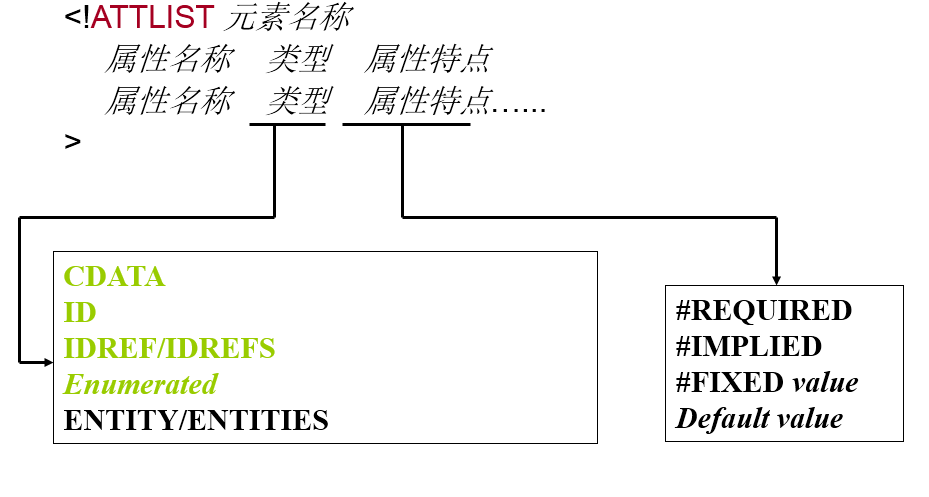 <!ATTLIST 元素名称
属性名称 类型 属性特点
属性名称 类型 属性特点…...
>
CDATA
ID
IDREF/IDREFS
Enumerated
ENTITY/ENTITIES
#REQUIRED
#IMPLIED
#FIXED value
Default value